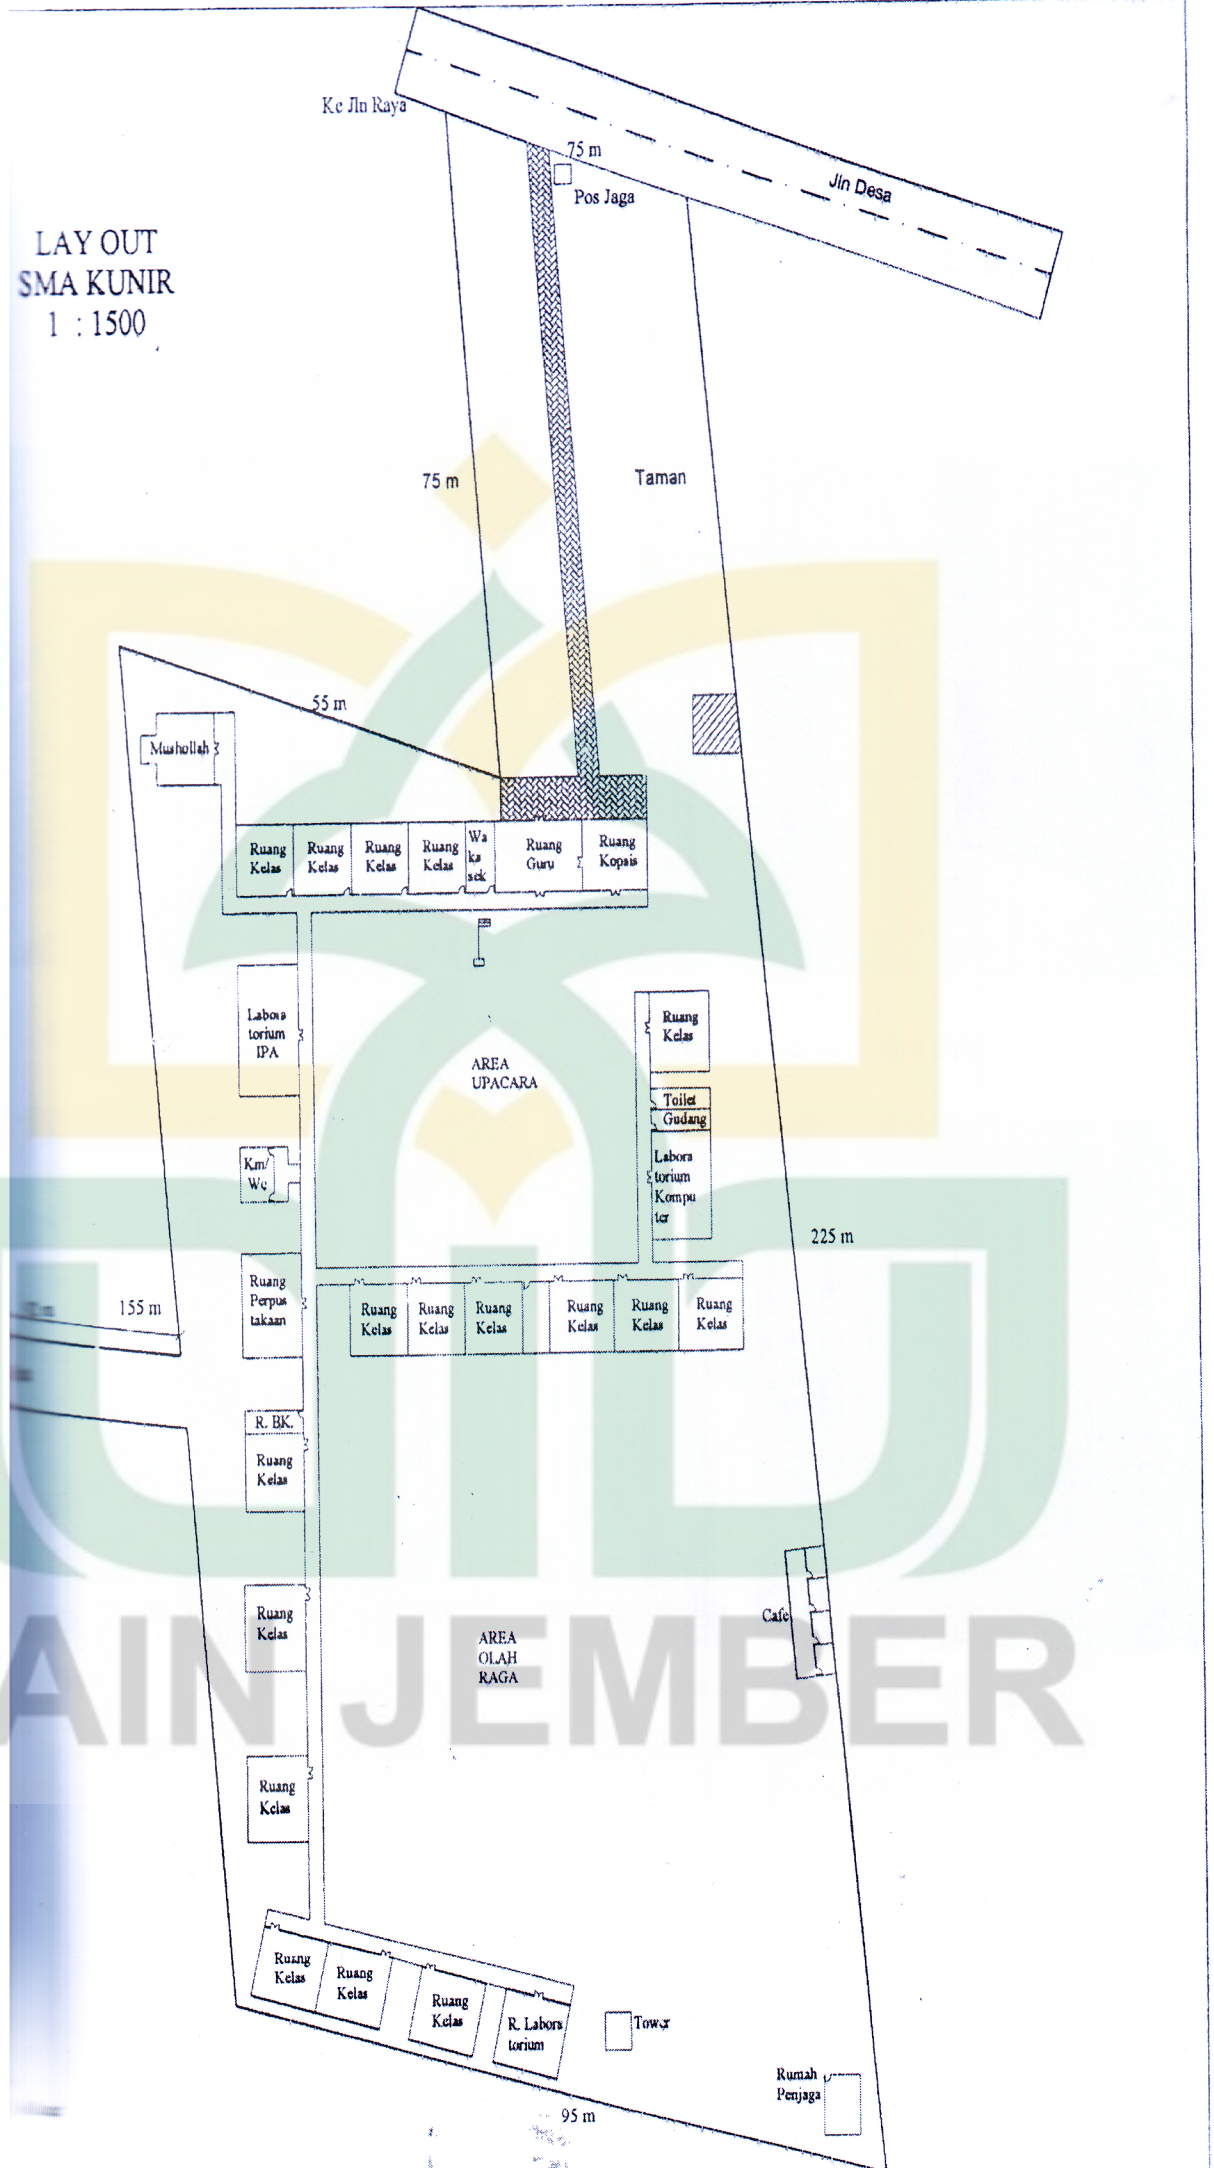 Ke Jln Raya
75 m
Pos Jaga
Jln Desa
LAY OUT
SMA KUNIR
1 : 1500
75 m
Taman
55 m
Mushollah
Ruang
Kelas
Ruang
Kelas
Ruang
Kelas
Ruang
Kelas
Wa
ka
sek
Ruang
Guru
Ruang
Kopsis
Labora
torium
IPA
AREA
UPACARA
Ruang
Kelas
Toilet
Gudang
Labora
torium
Kompu
ter
Km/
Wc
225 m
Ruang
Perpus
takaan
155 m
Ruang
Kelas
Ruang
Kelas
Ruang
Kelas
Ruang
Kelas
Ruang
Kelas
Ruang
Kelas
R. BK.
Ruang
Kelas
Ruang
Kelas
AREA
OLAH
RAGA
Cafe
AIN JEMBER
Ruang
Kelas
Ruang
Kelas
Ruang
Kelas
Ruang
Kelas
R. Labora
torium
Tower
Rumah
Penjaga
95 m